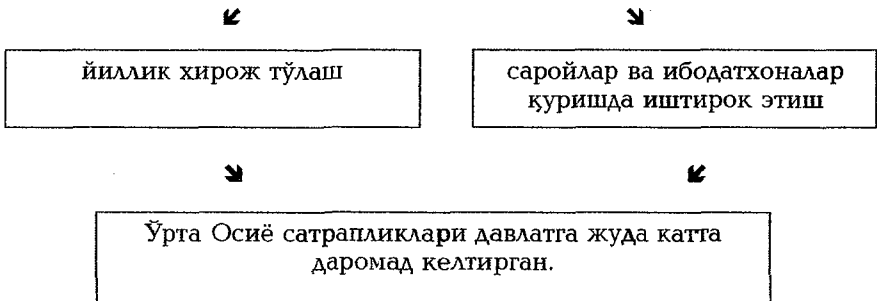 йиллик хирож тўлаш
саройлар ва ибодатхоналар
қуришда иштирок этиш
Ўрта Осиё сатрапликлари давлатга жуда катта
даромад келтирган.